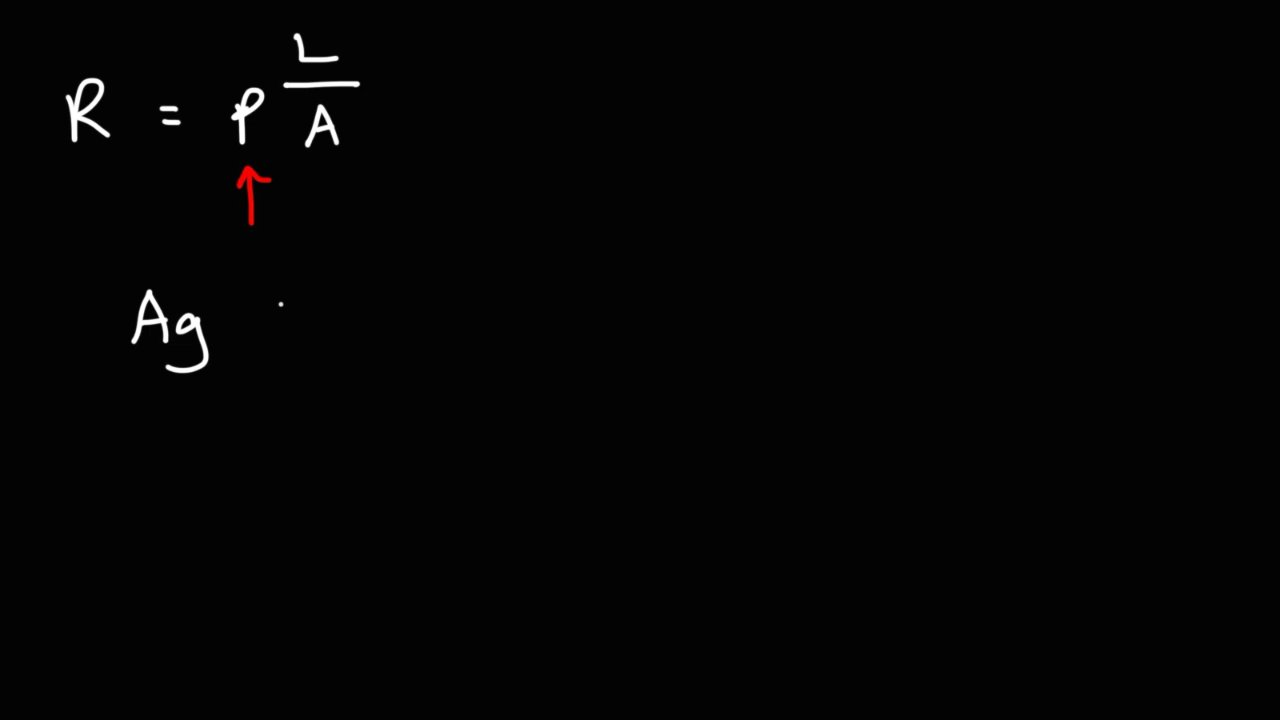 R = ρ L/A
Ag